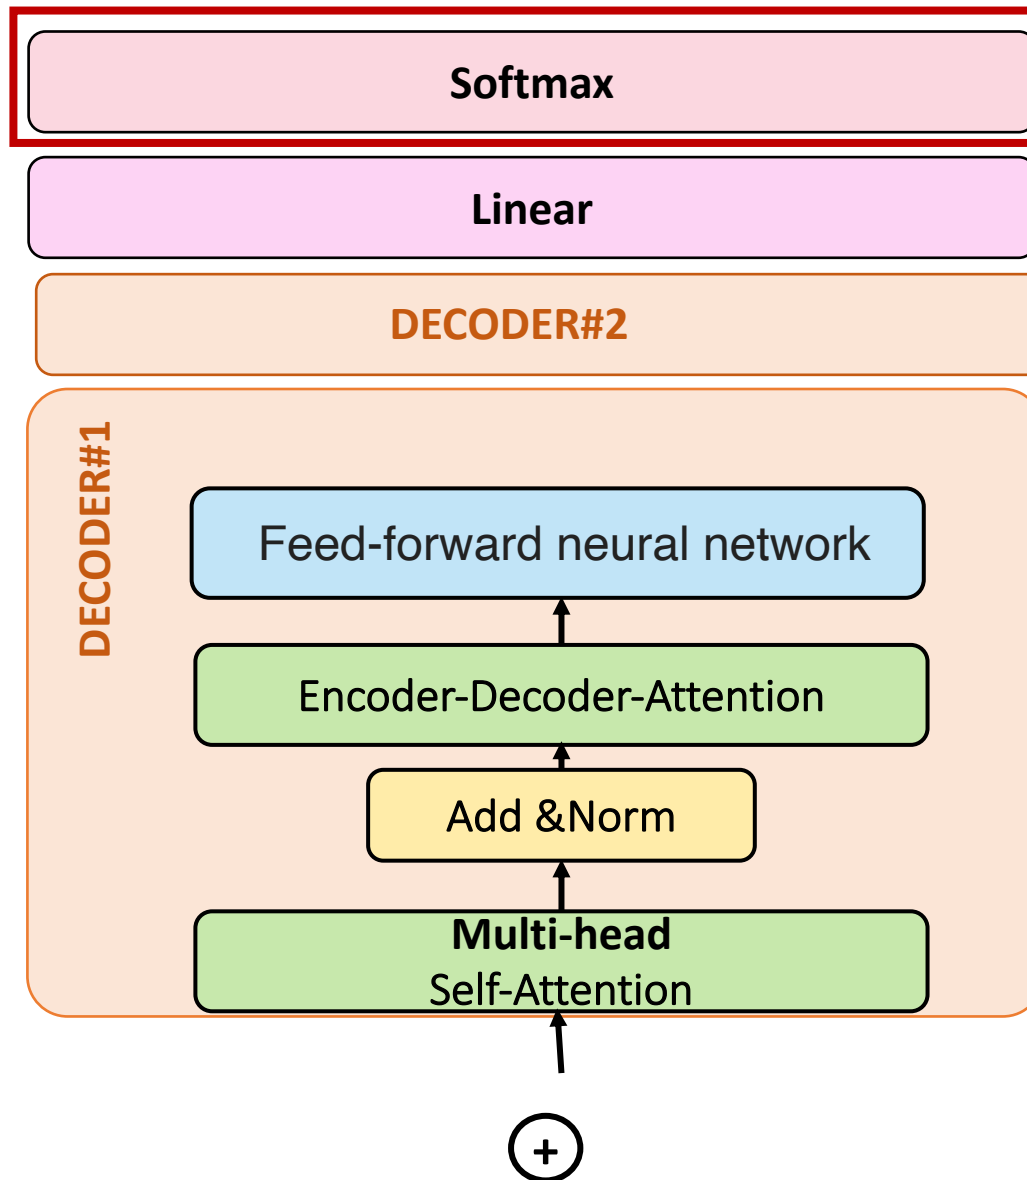 Softmax
Linear
DECODER#2
DECODER#1
Feed-forward neural network
Encoder-Decoder-Attention
Add &Norm
Multi-head
Self-Attention
+